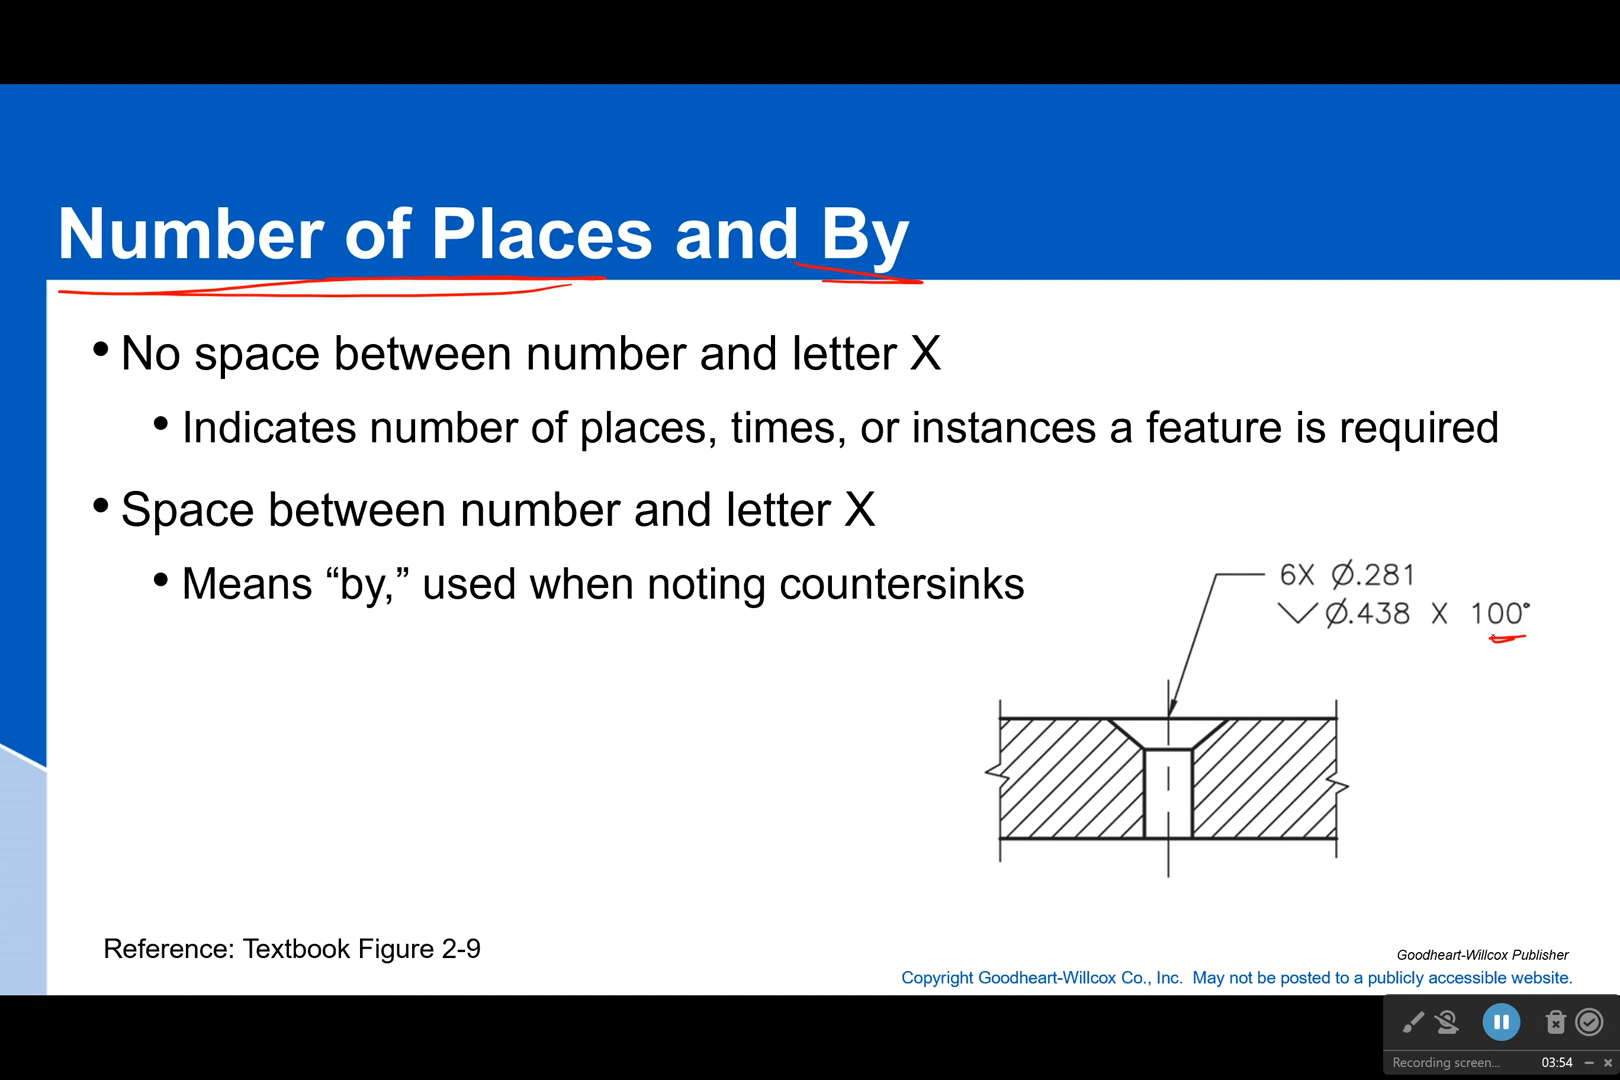 Number of Places and By
• No space between number and letter X
• Indicates number of places, times, or instances a feature is required
• Space between number and letter X
• Means “by,” used when noting countersinks
6X Ø.281
⌵Ø.438 X 100°
Reference: Textbook Figure 2-9
Goodheart-Willcox Publisher
Copyright Goodheart-Willcox Co., Inc. May not be posted to a publicly accessible website.
Recording screen... 03:54